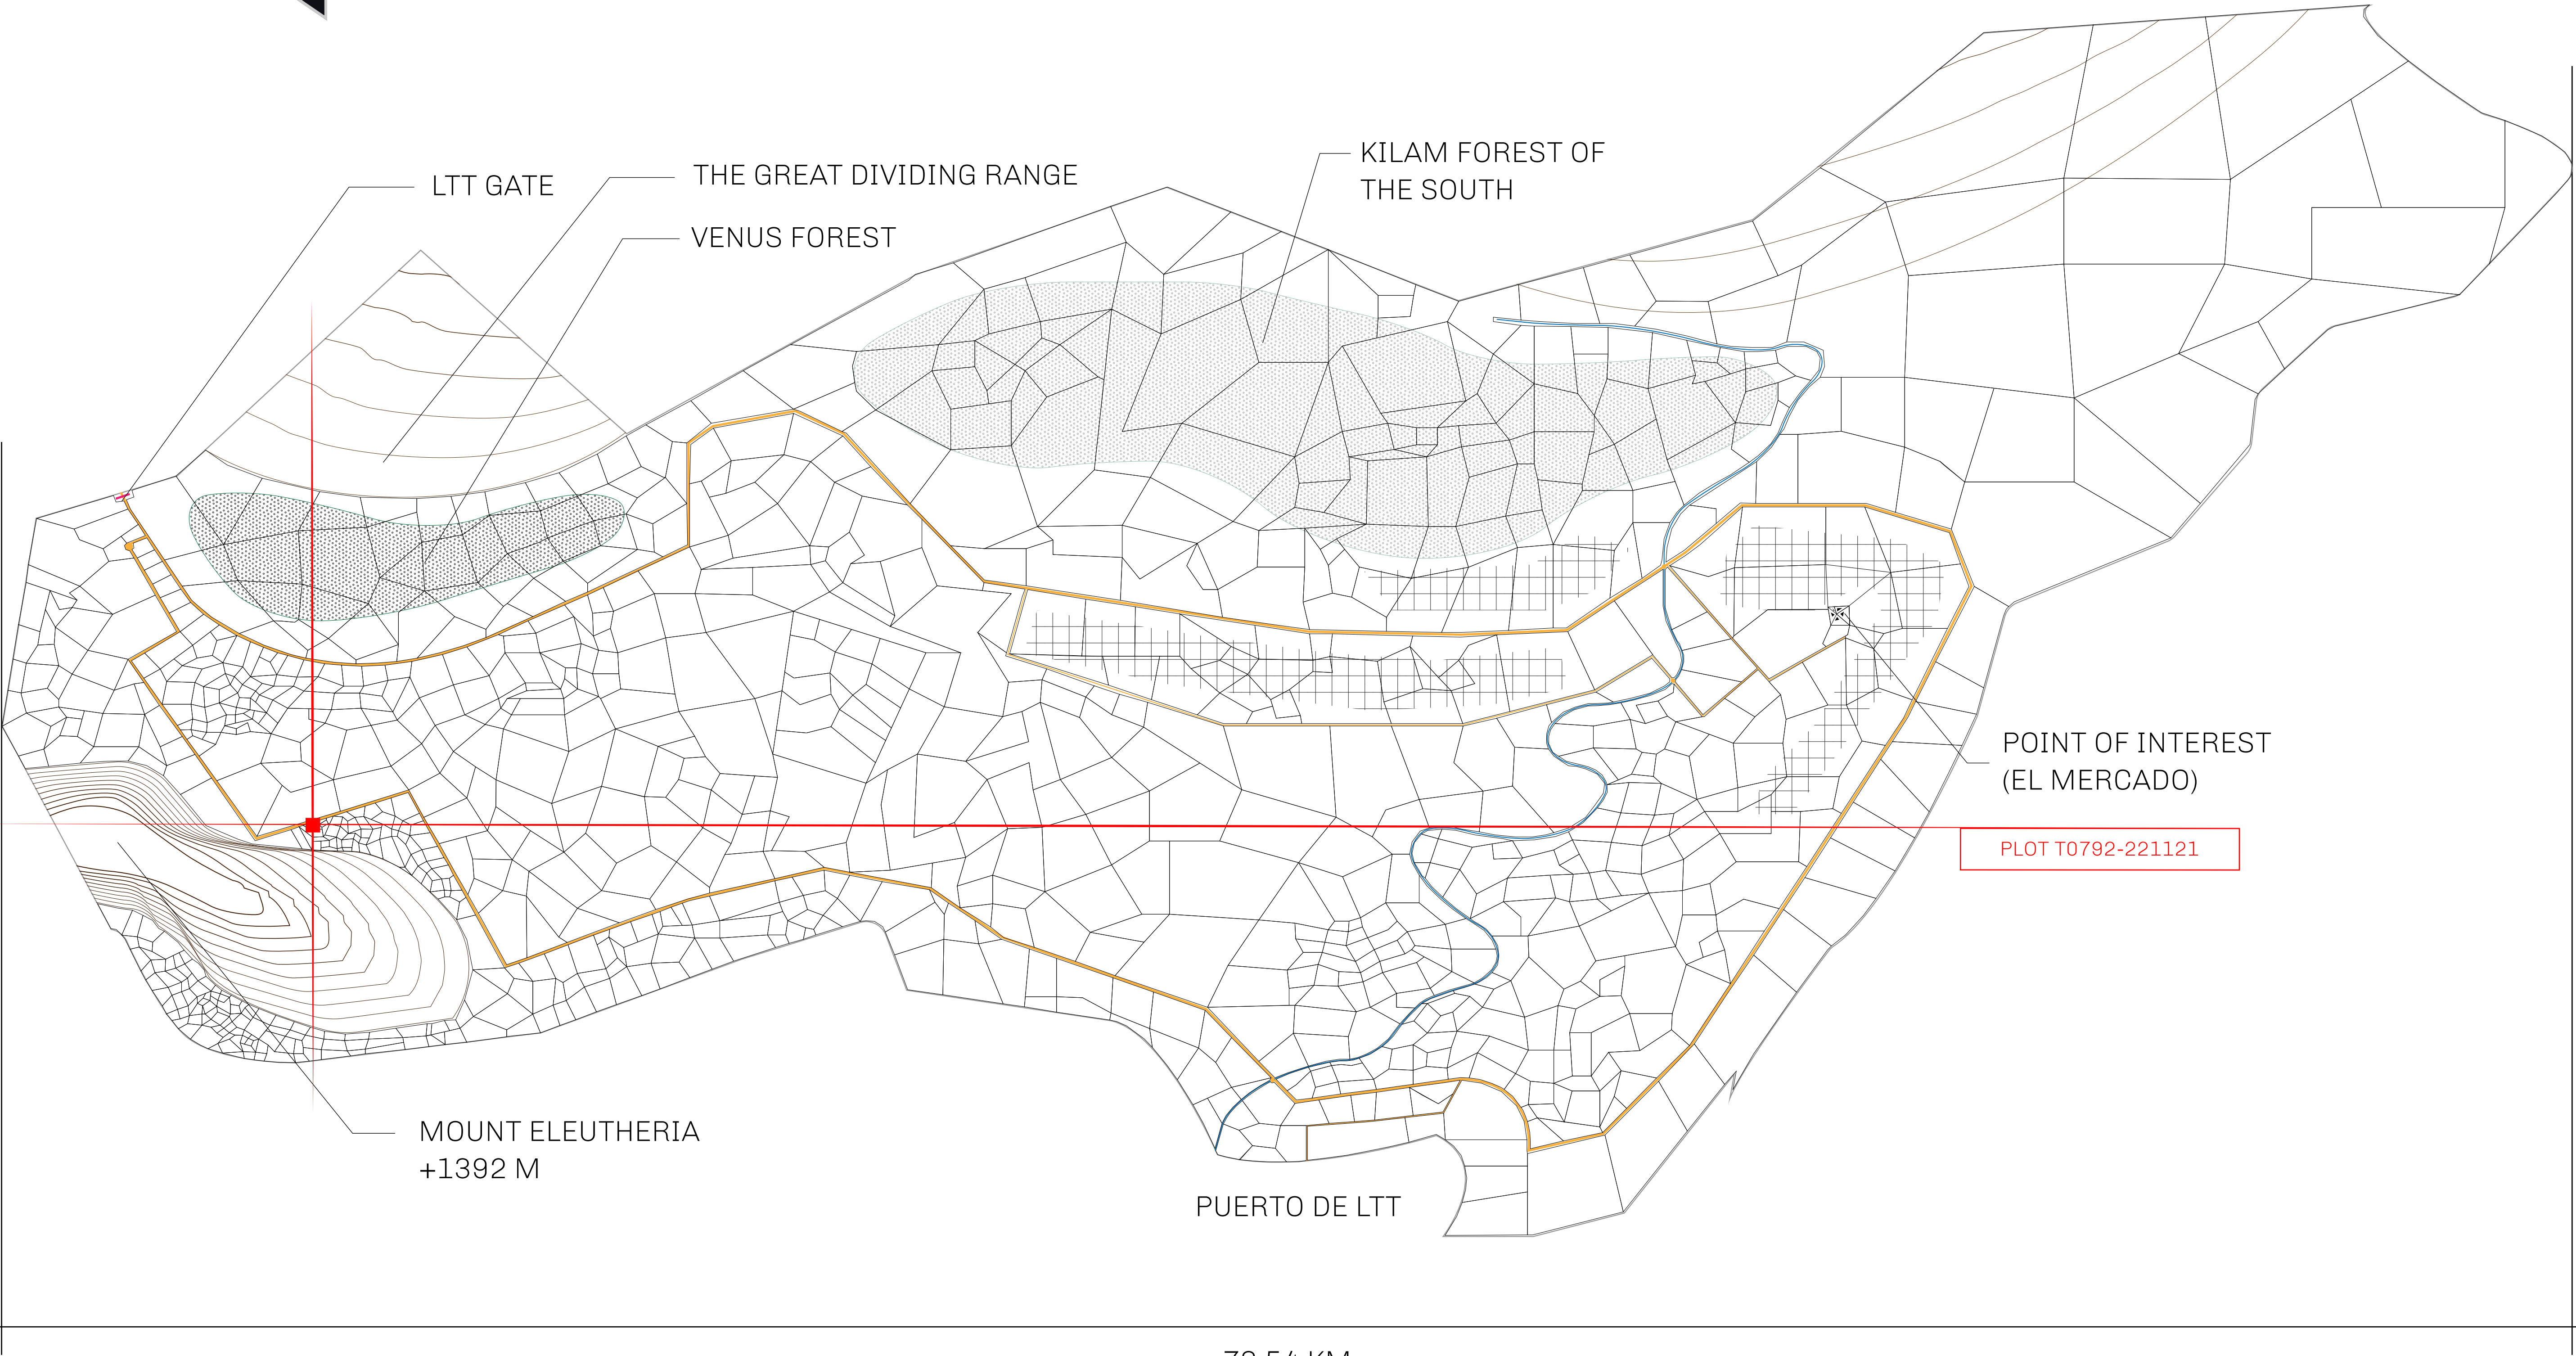 KILAM FOREST OF
THE SOUTH
LTT GATE
THE GREAT DIVIDING RANGE
VENUS FOREST
POINT OF INTEREST
(EL MERCADO)
PLOT T0792-221121
MOUNT ELEUTHERIA
+1392 M
PUERTO DE LTT
KM